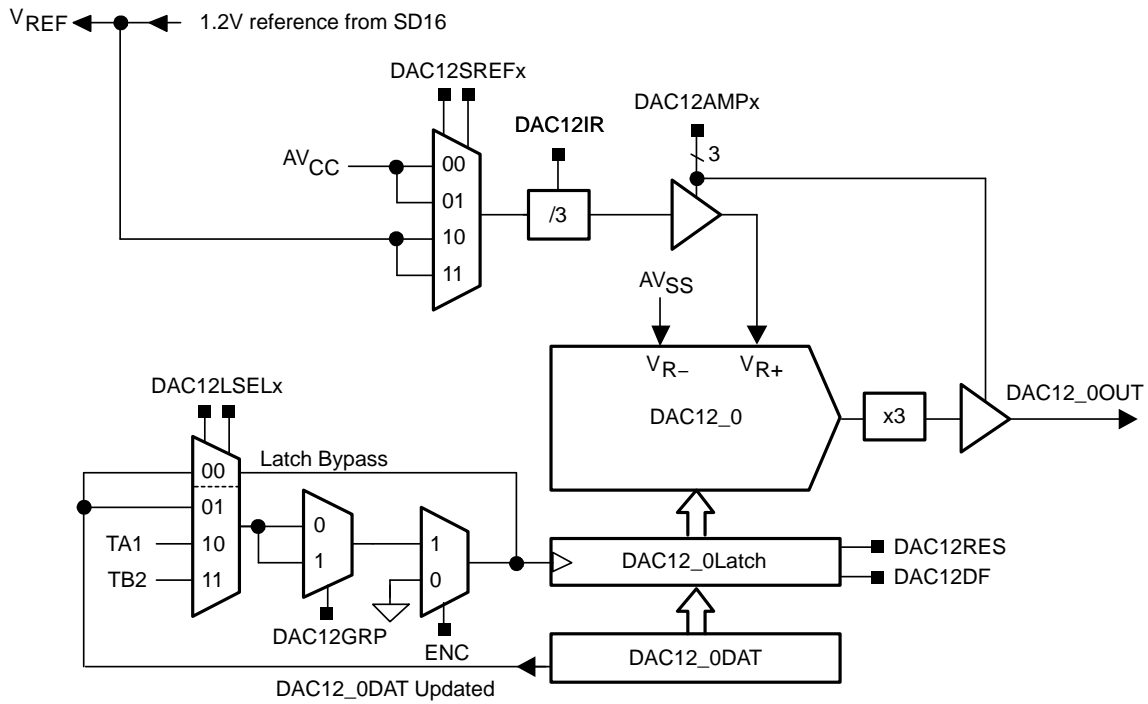 VREF
1.2V reference from SD16
DAC12SREFx
DAC12IR
DAC12AMPx
3
AVCC
00
01
10
11
/3
AVSS
VR−
VR+
DAC12_0
x3
DAC12_0OUT
DAC12LSELx
Latch Bypass
00
01
10
11
TA1
TB2
0
1
1
0
DAC12GRP
ENC
DAC12_0Latch
DAC12RES
DAC12DF
DAC12_0DAT
DAC12_0DAT Updated